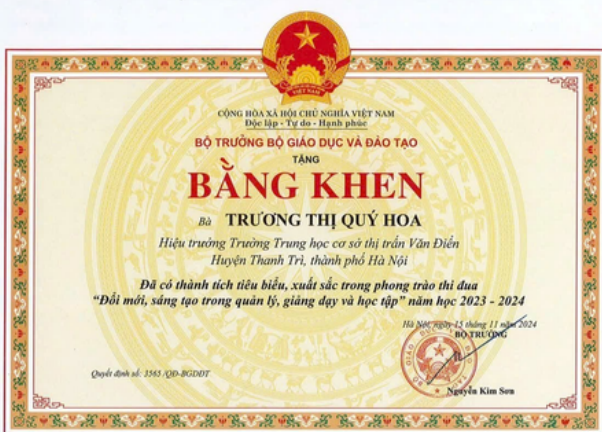 VIỆT NAM
CỘNG HÒA XÃ HỘI CHỦ NGHĨA VIỆT NAM
Độc lập - Tự do - Hạnh phúc
BỘ TRƯỞNG BỘ GIÁO DỤC VÀ ĐÀO TẠO
TẶNG
BẰNG KHEN
Bà TRƯƠNG THỊ QUÝ HOA
Hiệu trưởng Trường Trung học cơ sở thị trấn Văn Điển
Huyện Thanh Trì, thành phố Hà Nội
Đã có thành tích tiêu biểu, xuất sắc trong phong trào thi đua
“Đổi mới, sáng tạo trong quản lý, giảng dạy và học tập” năm học 2023 - 2024
Hà Nội, ngày 15 tháng 11 năm 2024
BỘ TRƯỞNG
Quyết định số: 3565 /QĐ-BGDĐT
Nguyễn Kim Sơn